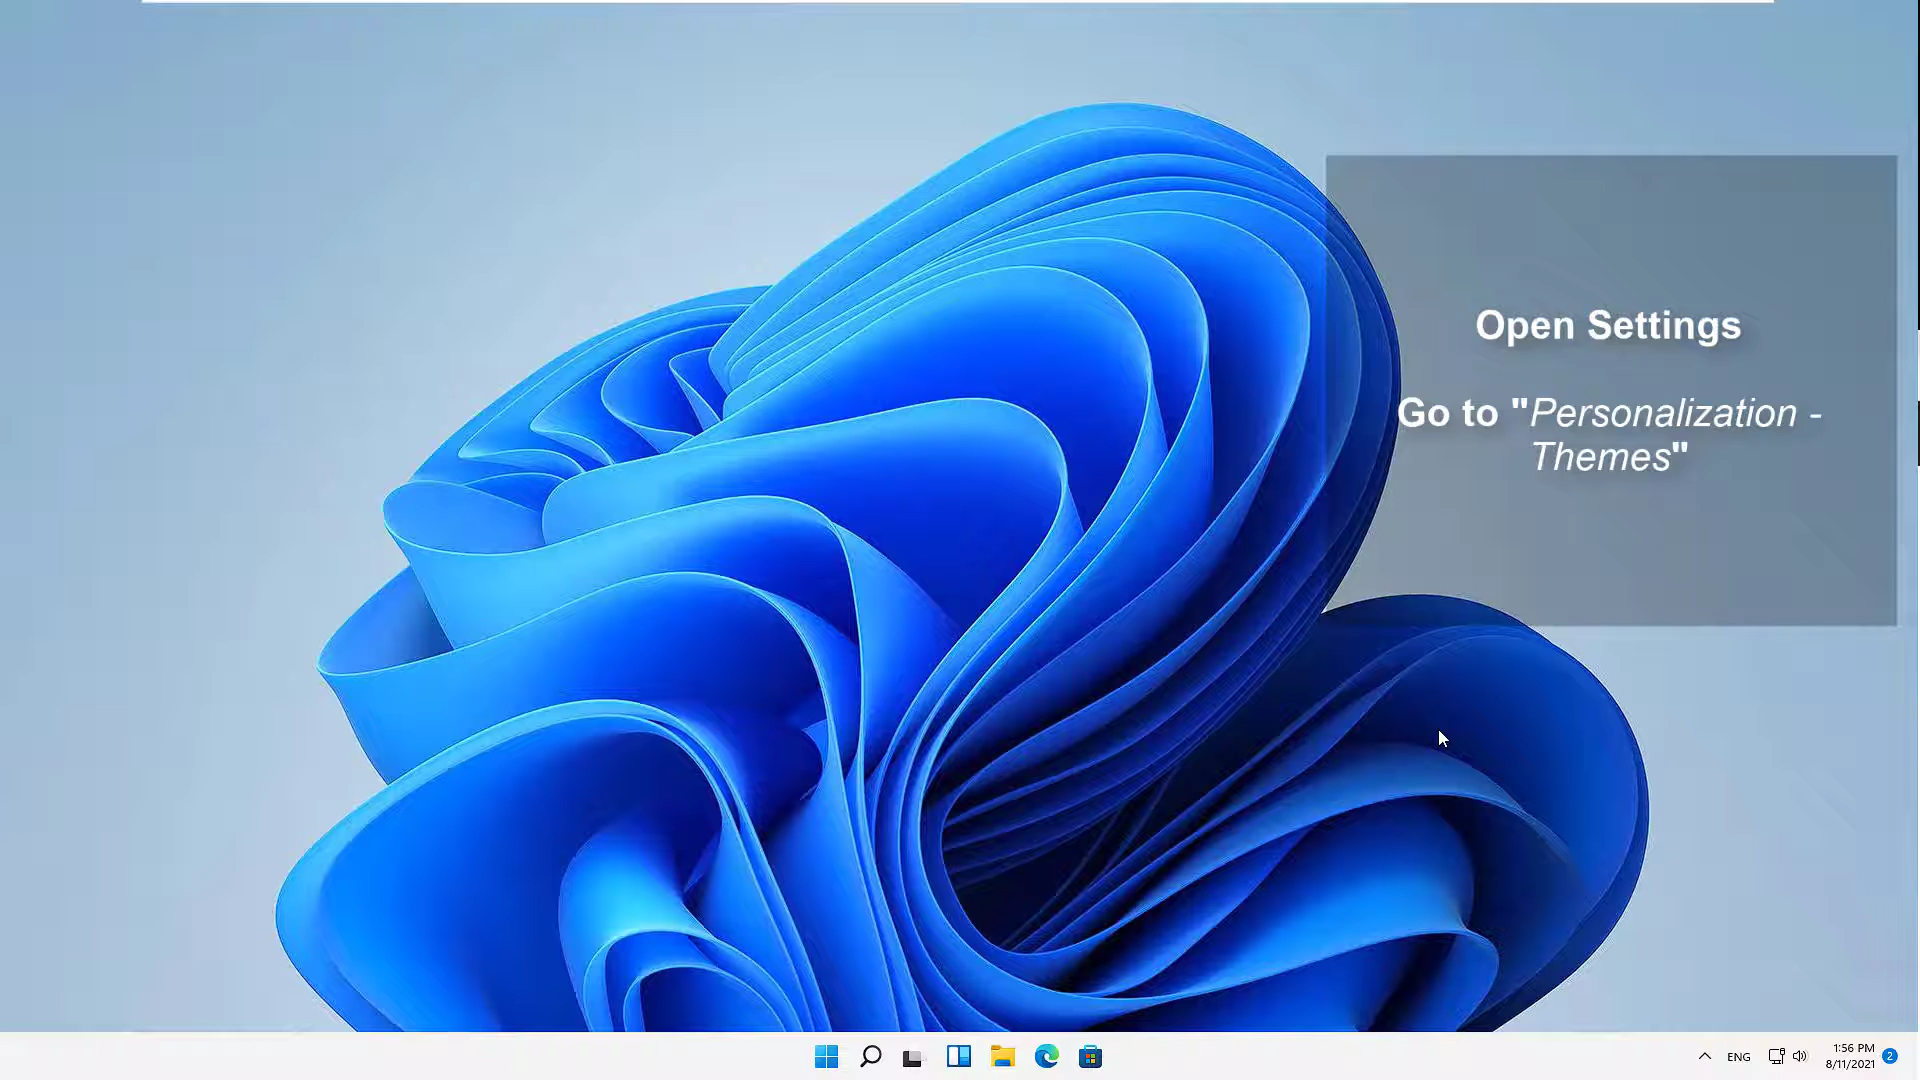 Open Settings
Go to "Personalization -
Themes"
ENG
1:56 PM
8/11/2021
2